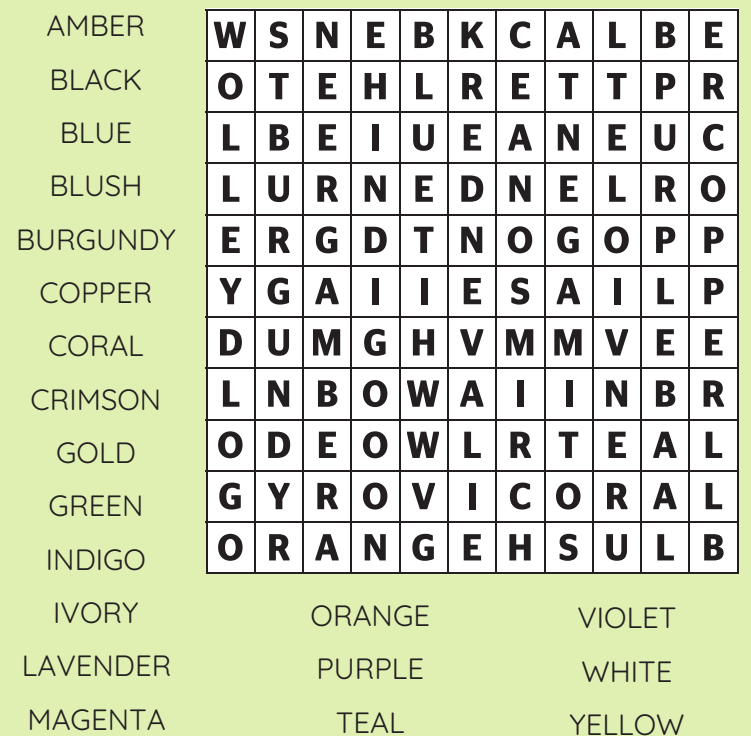 AMBER
BLACK
BLUE
BLUSH
BURGUNDY
COPPER
CORAL
CRIMSON
GOLD
GREEN
INDIGO
IVORY
LAVENDER
MAGENTA
W S N E B K C A L B E
O T E H L R E T T P R
L B E I U E A N E U C
L U R N E D N E L R O
E R G D T N O G O P P
Y G A I I E S A I L P
D U M G H V M M V E E
L N B O W A I I N B R
O D E O W L R T E A L
G Y R O V I C O R A L
O R A N G E H S U L B
ORANGE
PURPLE
TEAL
VIOLET
WHITE
YELLOW